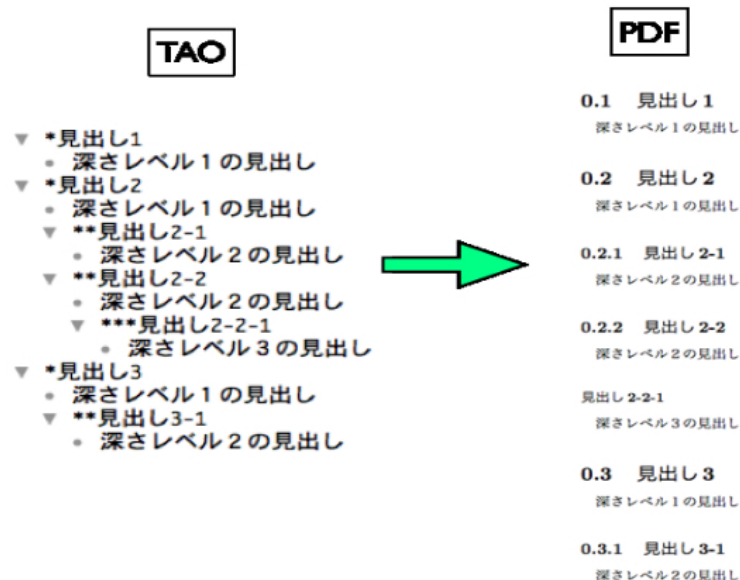 TAO
*見出し1
深さレベル１の見出し
*見出し2
深さレベル１の見出し
**見出し2-1
深さレベル２の見出し
**見出し2-2
深さレベル２の見出し
***見出し2-2-1
深さレベル３の見出し
*見出し3
深さレベル１の見出し
**見出し3-1
深さレベル２の見出し
PDF
0.1 見出し1
深さレベル1の見出し
0.2 見出し2
深さレベル1の見出し
0.2.1 見出し2-1
深さレベル2の見出し
0.2.2 見出し2-2
深さレベル2の見出し
見出し2-2-1
深さレベル3の見出し
0.3 見出し3
深さレベル1の見出し
0.3.1 見出し3-1
深さレベル2の見出し